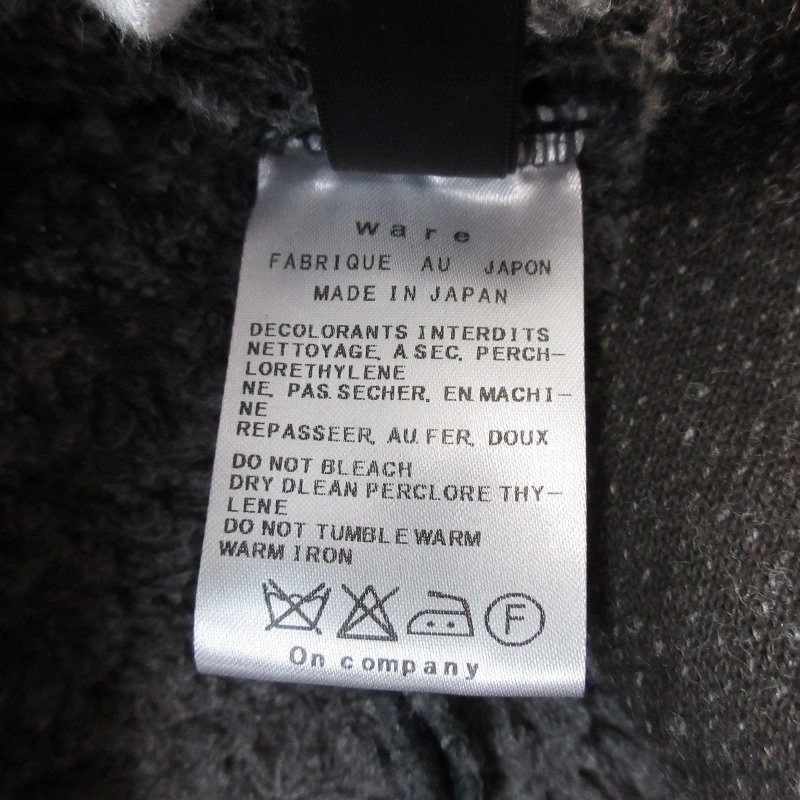 ware
FABRIQUE AU JAPON
MADE IN JAPAN
DECOLORANTS INTERDITS
NETTOYAGE, A SEC, PERCH-
LORETHYLENE
NE, PAS SECHER, EN MACHI-
NE
REPASSEER, AU FER, DOUX
DO NOT BLEACH
DRY DLEAN PERCLORE THY-
LENE
DO NOT TUMBLE WARM
WARM IRON
F
On company